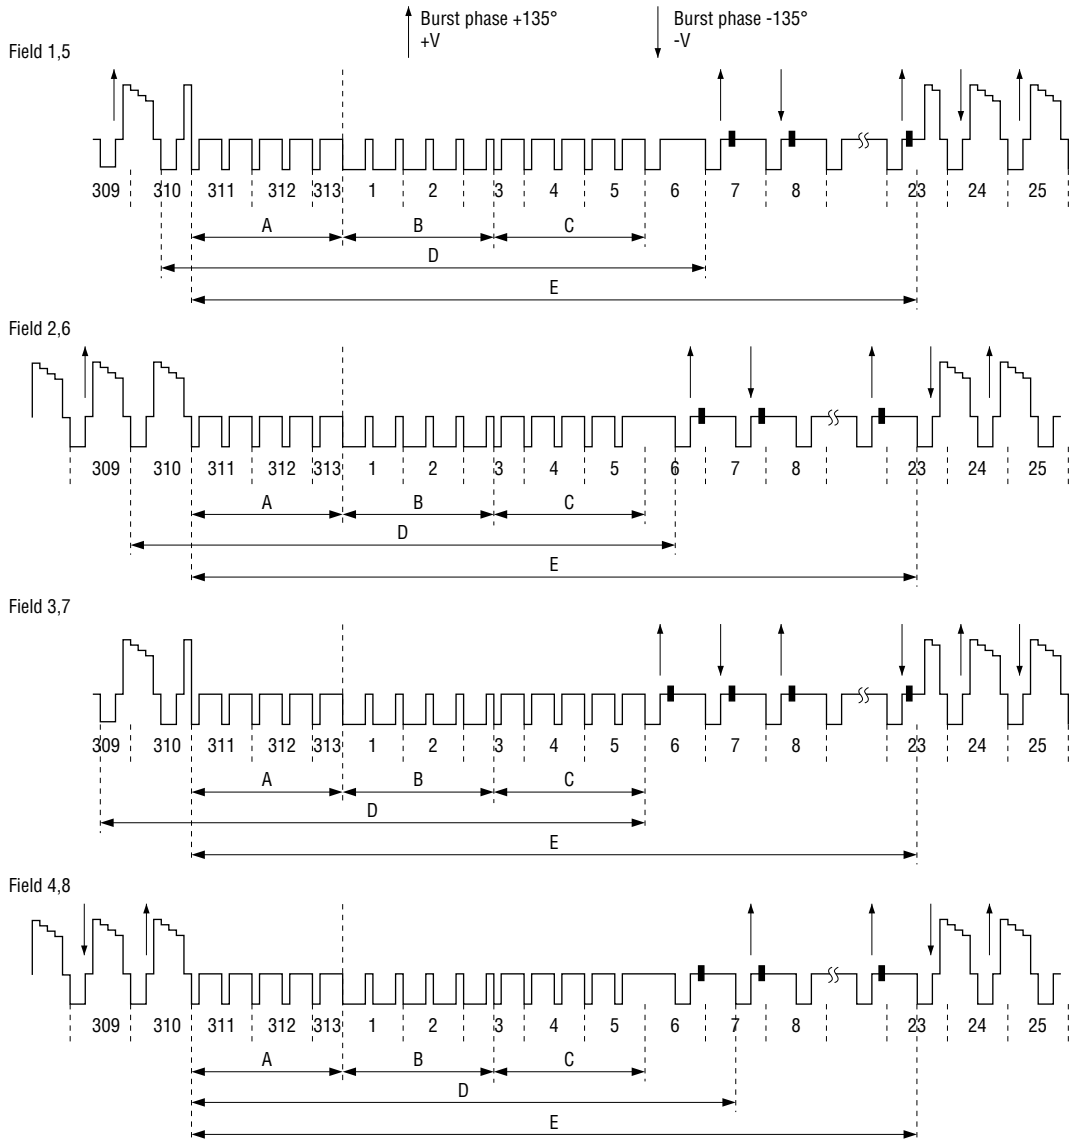 Burst phase +135°
+V
Burst phase -135°
-V
Field 1,5
309 310 311 312 313 1 2 3 4 5 6 7 8 23 24 25
A B C
D
E
Field 2,6
309 310 311 312 313 1 2 3 4 5 6 7 8 23 24 25
A B C
D
E
Field 3,7
309 310 311 312 313 1 2 3 4 5 6 7 8 23 24 25
A B C
D
E
Field 4,8
309 310 311 312 313 1 2 3 4 5 6 7 8 23 24 25
A B C
D
E